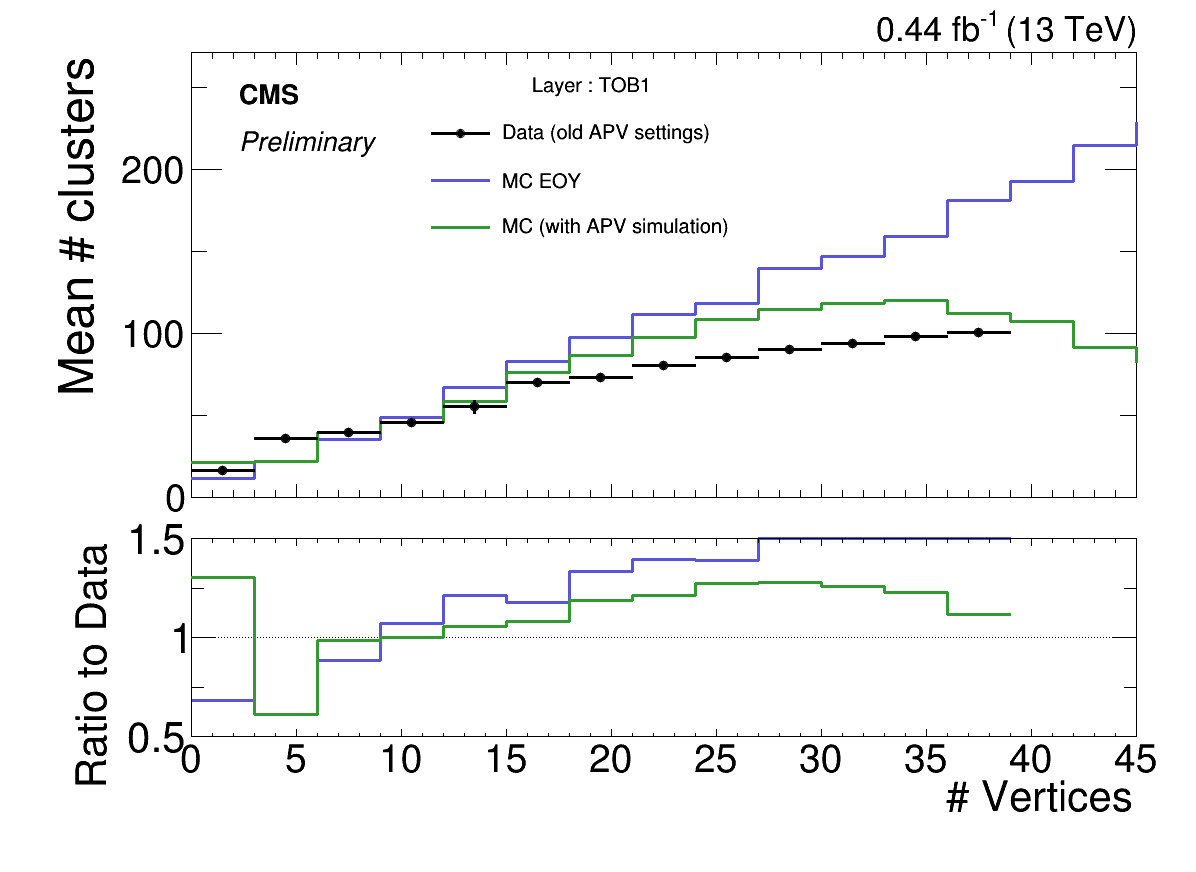 0.44 fb-1 (13 TeV)
CMS
Preliminary
Layer : TOB1
Data (old APV settings)
MC EOY
MC (with APV simulation)
Mean # clusters
200
100
0
Ratio to Data
1.5
1
0.5
0 5 10 15 20 25 30 35 40 45
# Vertices